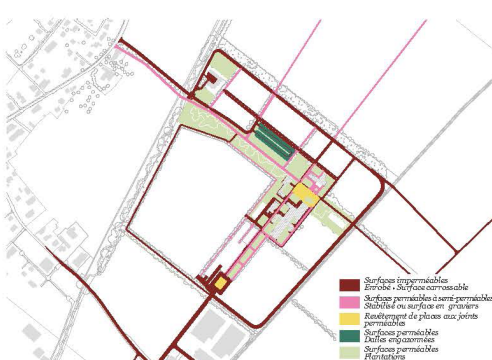 Surfaces imperméables
Enrobé - Surface carrossable
Surfaces perméables à semi-perméables
Stabilisé ou surface en graviers
Revêtement de places aux joints
perméables
Surfaces perméables
Dalles engazonnées
Surfaces perméables
Plantations